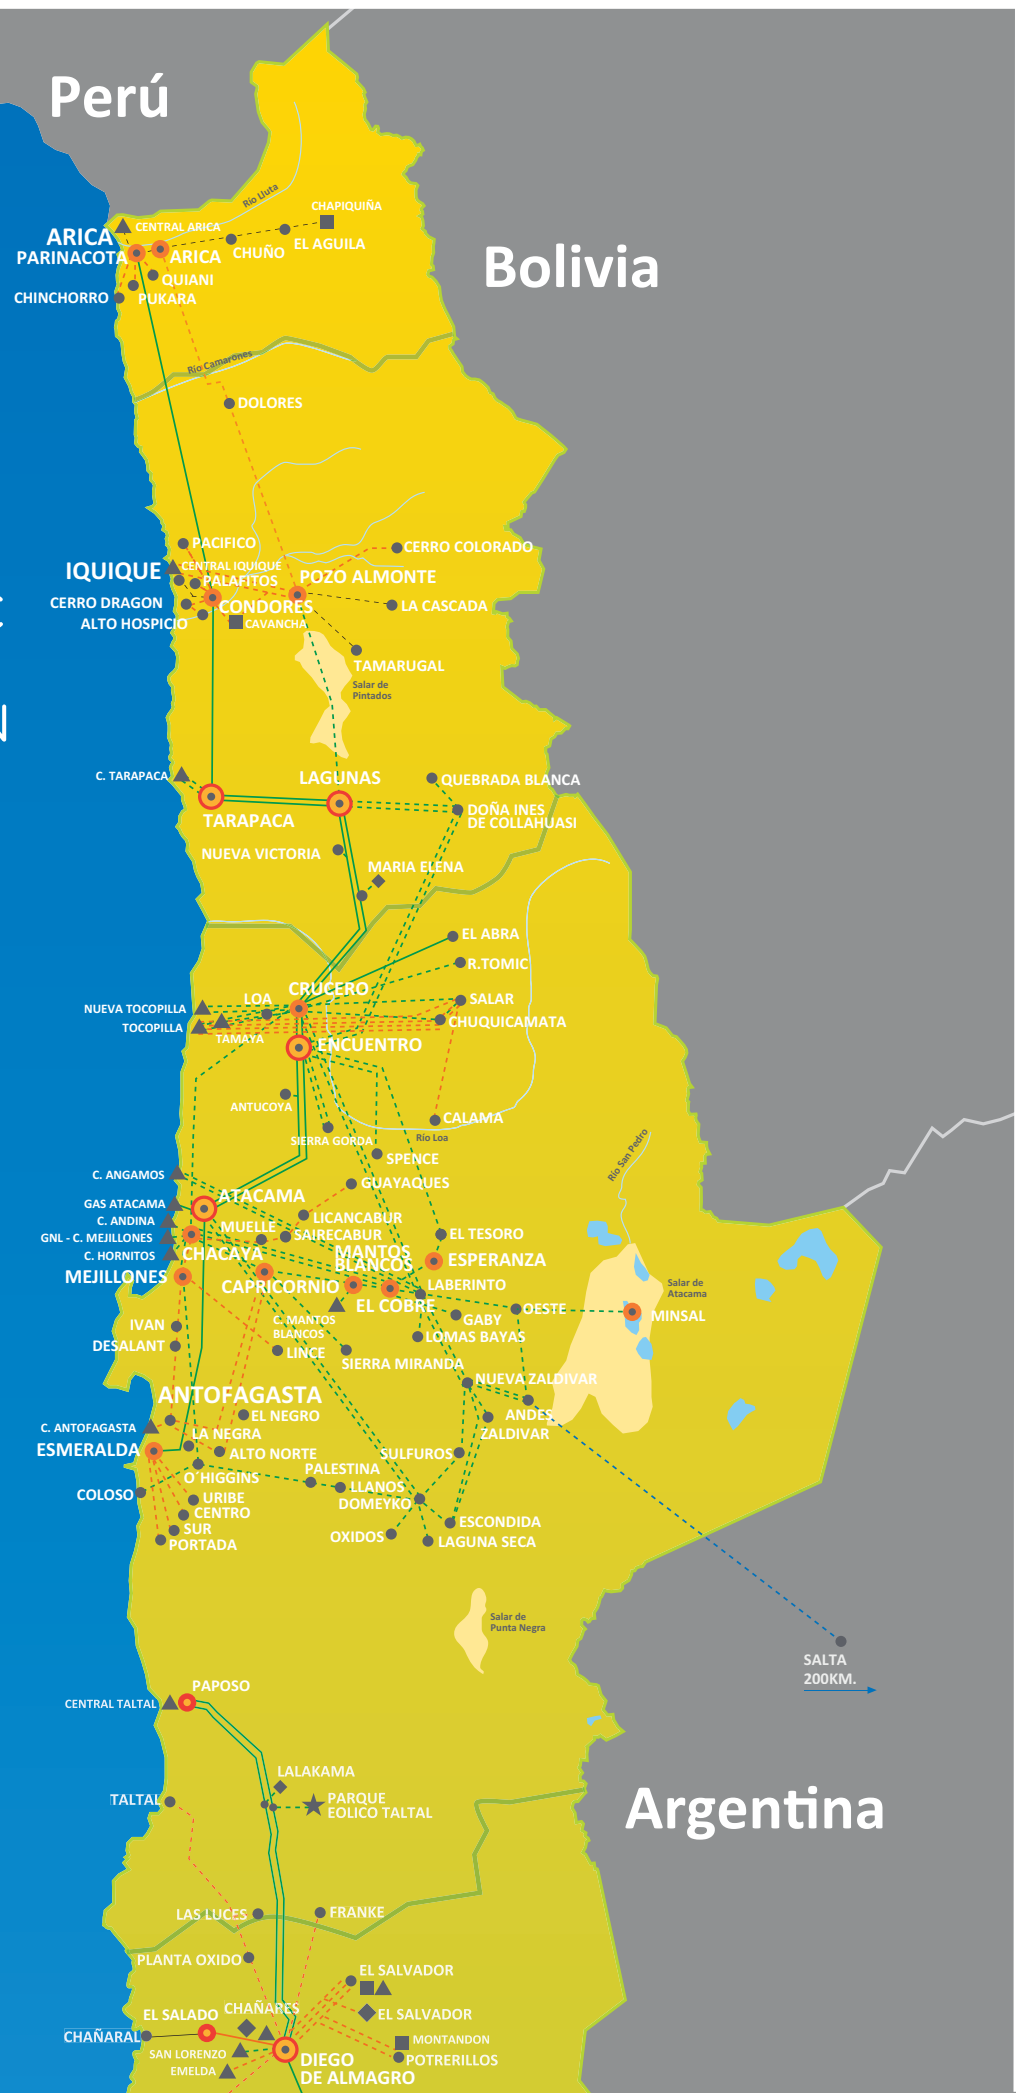 Perú
Río Lluta
CHAPIQUIÑA
CENTRAL ARICA
ARICA
PARINACOTA
ARICA
CHUÑO
EL AGUILA
Bolivia
QUIANI
CHINCHORRO
PUKARA
Río Camarones
DOLORES
PACIFICO
CERRO COLORADO
CENTRAL IQUIQUE
IQUIQUE
PALAFITOS
POZO ALMONTE
CERRO DRAGON
CONDORES
LA CASCADA
ALTO HOSPICIO
CAVANCHA
TAMARUGAL
Salar de
Pintados
N
C. TARAPACA
LAGUNAS
QUEBRADA BLANCA
TARAPACA
DOÑA INES
DE COLLAHUASI
NUEVA VICTORIA
MARIA ELENA
EL ABRA
R.TOMIC
CRUCERO
LOA
SALAR
NUEVA TOCOPILLA
TOCOPILLA
CHUQUICAMATA
TAMAYA
ENCUENTRO
ANTUCOYA
CALAMA
SIERRA GORDA
Río Loa
SPENCE
Río San Pedro
C. ANGAMOS
GUAYAQUES
ATACAMA
GAS ATACAMA
C. ANDINA
LICANCABUR
MUELLE
SAIRECABUR
EL TESORO
GNL - C. MEJILLONES
C. HORNITOS
CHACAYA
MANTOS
BLANCOS
ESPERANZA
MEJILLONES
CAPRICORNIO
LABERINTO
Salar de
Atacama
EL COBRE
OESTE
MINSAL
C. MANTOS
BLANCOS
GABY
IVAN
LOMAS BAYAS
DESALANT
LINCE
SIERRA MIRANDA
NUEVA ZALDIVAR
ANTOFAGASTA
EL NEGRO
ANDES
C. ANTOFAGASTA
LA NEGRA
ZALDIVAR
ESMERALDA
ALTO NORTE
SULFUROS
O´HIGGINS
PALESTINA
COLOSO
LLANOS
URIBE
DOMEYKO
CENTRO
ESCONDIDA
SUR
OXIDOS
LAGUNA SECA
PORTADA
Salar de
Punta Negra
SALTA
200KM.
PAPOSO
CENTRAL TALTAL
LALAKAMA
TALTAL
PARQUE
EOLICO TALTAL
Argentina
LAS LUCES
FRANKE
PLANTA OXIDO
EL SALVADOR
EL SALADO
CHAÑARES
EL SALVADOR
CHAÑARAL
MONTANDON
SAN LORENZO
DIEGO
DE ALMAGRO
POTRERILLOS
EMELDA